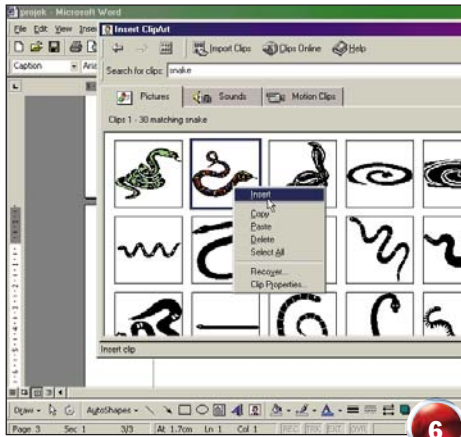 projek - Microsoft Word
File Edit View Inser
Insert ClipArt
Import Clips Clips Online Help
Caption Aria
Search for clips: snake
Pictures Sounds Motion Clips
Clips 1 - 30 matching snake
Insert
Copy
Paste
Delete
Select All
Recover...
Clip Properties...
Insert clip
Draw AutoShapes
Page 3 Sec 1 3/3 At 1.7cm Ln 1 Col 1 REC TRK EXT OVR
6